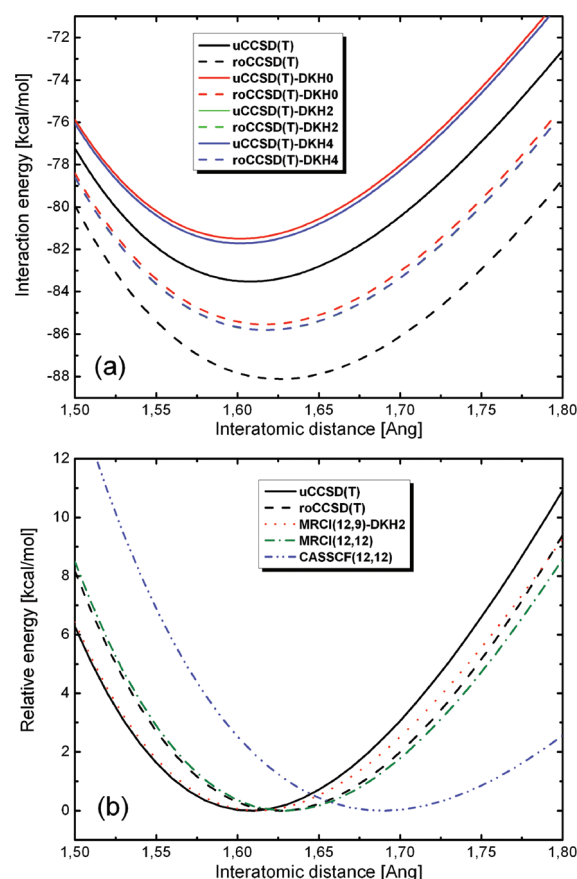 (a)
uCCSD(T)
roCCSD(T)
uCCSD(T)-DKH0
roCCSD(T)-DKH0
uCCSD(T)-DKH2
roCCSD(T)-DKH2
uCCSD(T)-DKH4
roCCSD(T)-DKH4
Interaction energy [kcal/mol]
-72
-74
-76
-78
-80
-82
-84
-86
-88
1,50
1,55
1,60
1,65
1,70
1,75
1,80
Interatomic distance [Ang]
(b)
uCCSD(T)
roCCSD(T)
MRCI(12,9)-DKH2
MRCI(12,12)
CASSCF(12,12)
Relative energy [kcal/mol]
12
10
8
6
4
2
0
1,50
1,55
1,60
1,65
1,70
1,75
1,80
Interatomic distance [Ang]